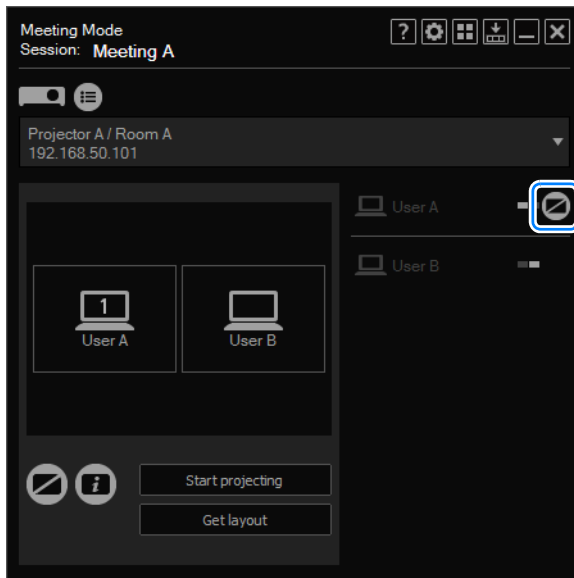 Meeting Mode
Session: Meeting A
?
Projector A / Room A
192.168.50.101
User A
User B
1
User A
User B
i
Start projecting
Get layout